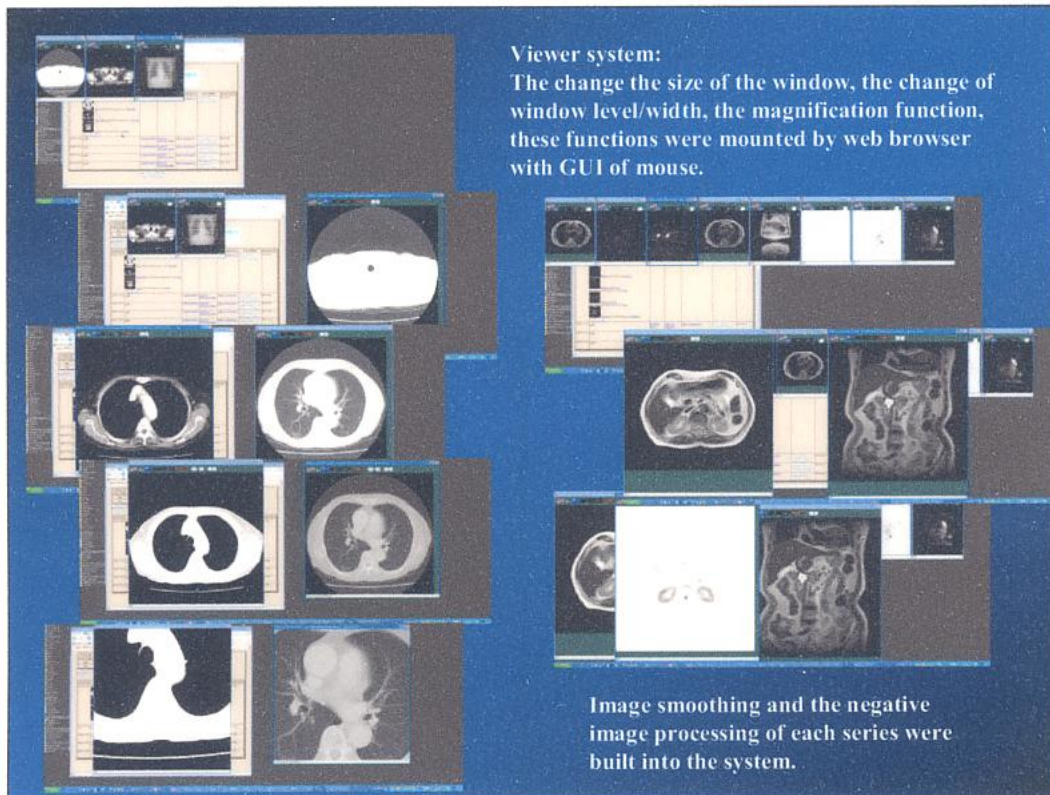 Viewer system:
The change the size of the window, the change of
window level/width, the magnification function,
these functions were mounted by web browser
with GUI of mouse.
Image smoothing and the negative
image processing of each series were
built into the system.